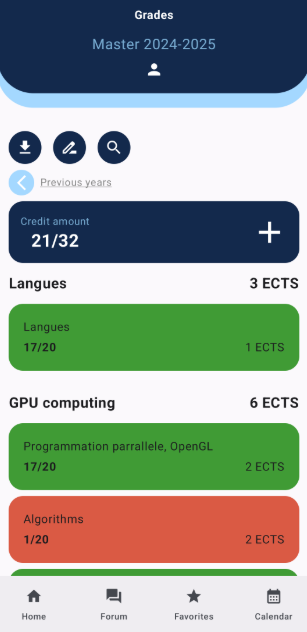 Grades
Master 2024-2025
Previous years
Credit amount
21/32
Langues 3 ECTS
Langues
17/20 1 ECTS
GPU computing 6 ECTS
Programmation parrallele, OpenGL
17/20 2 ECTS
Algorithms
1/20 2 ECTS
Home Forum Favorites Calendar